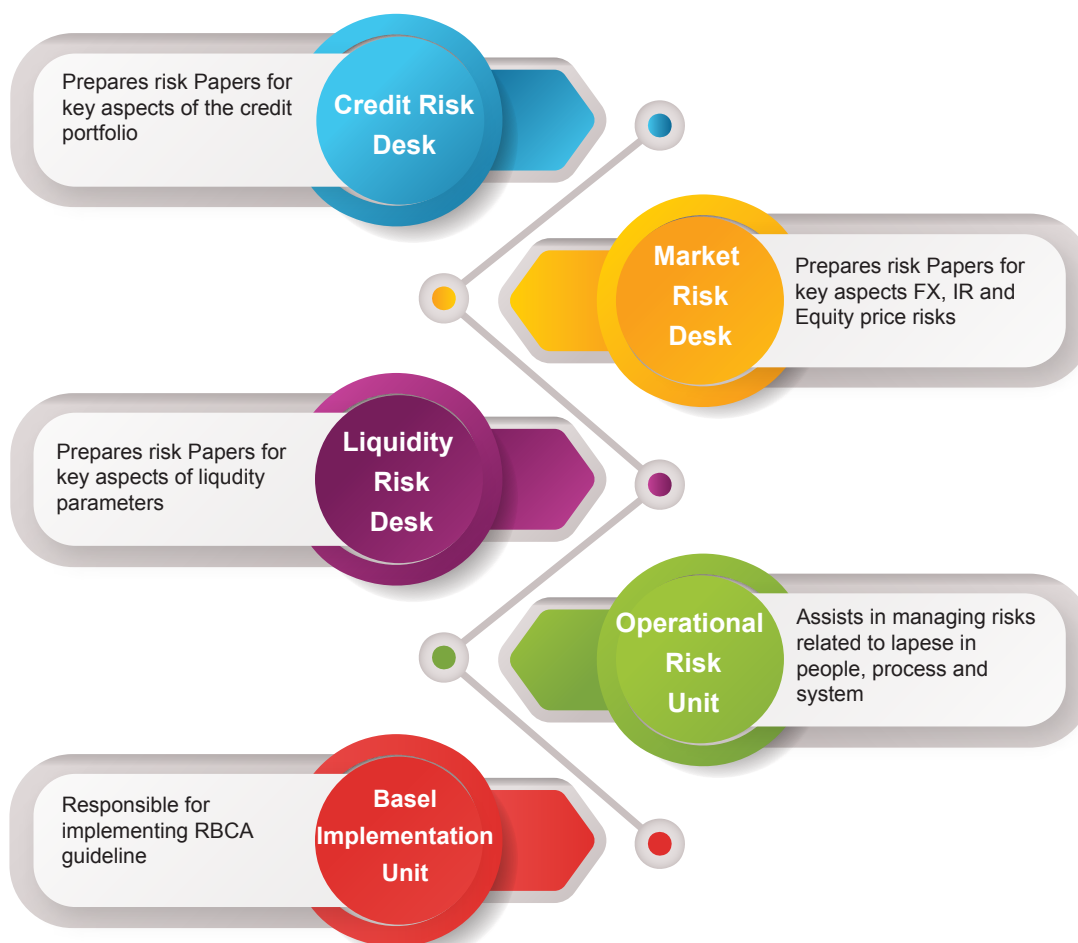 Prepares risk Papers for
key aspects of the credit
portfolio
Credit Risk
Desk
Market
Risk
Desk
Prepares risk Papers for
key aspects FX, IR and
Equity price risks
Prepares risk Papers for
key aspects of liqudity
parameters
Liquidity
Risk
Desk
Operational
Risk
Unit
Assists in managing risks
related to lapese in
people, process and
system
Responsible for
implementing RBCA
guideline
Basel
Implementation
Unit